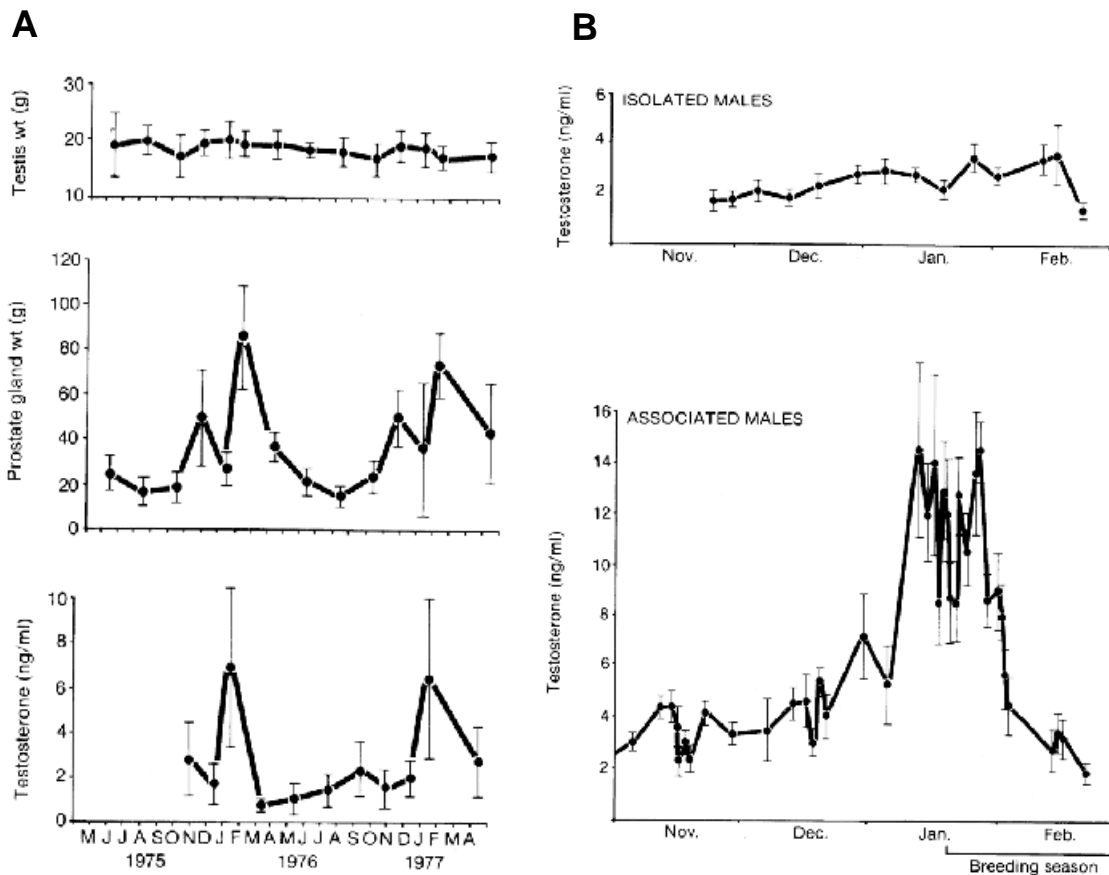 A
Testis wt (g)
30
20
10
Prostate gland wt (g)
120
100
80
60
40
20
0
Testosterone (ng/ml)
10
8
6
4
2
0
M J J A S O N D J F M A M J J A S O N D J F M A
1975 1976 1977
B
ISOLATED MALES
Testosterone (ng/ml)
6
4
2
Nov. Dec. Jan. Feb.
ASSOCIATED MALES
Testosterone (ng/ml)
16
14
12
10
8
6
4
2
Nov. Dec. Jan. Feb.
Breeding season